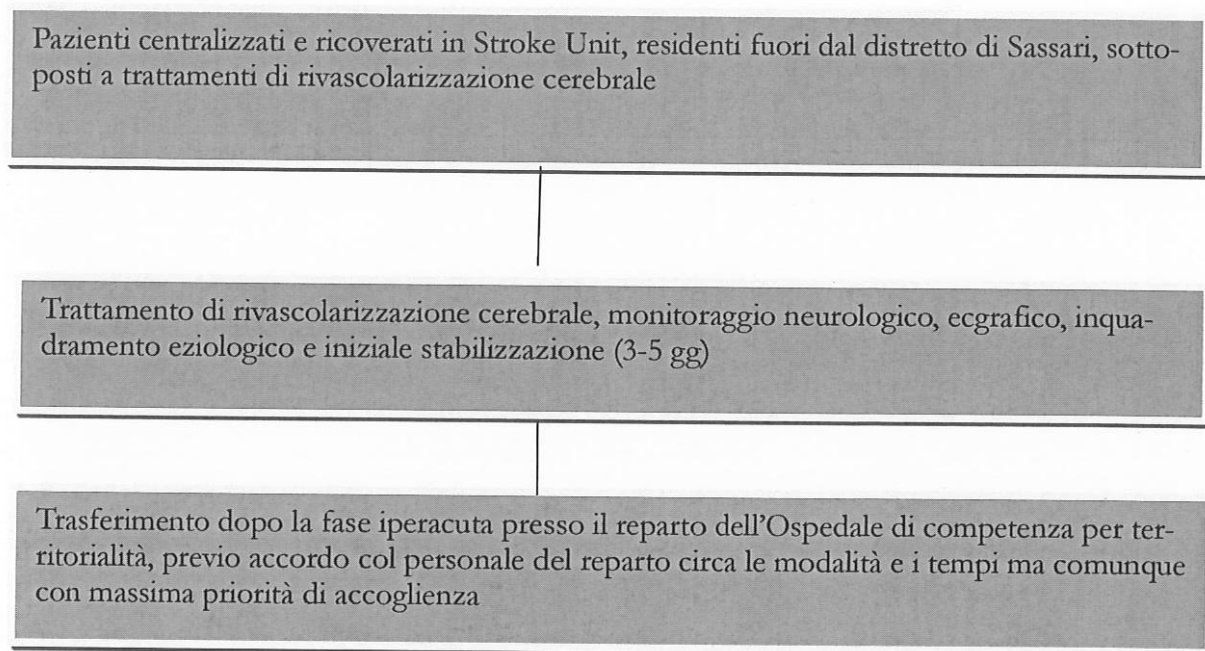 Pazienti centralizzati e ricoverati in Stroke Unit, residenti fuori dal distretto di Sassari, sotto-
posti a trattamenti di rivascolarizzazione cerebrale
Trattamento di rivascolarizzazione cerebrale, monitoraggio neurologico, ecgrafico, inqua-
dramento eziologico e iniziale stabilizzazione (3-5 gg)
Trasferimento dopo la fase iperacuta presso il reparto dell’Ospedale di competenza per ter-
ritorialità, previo accordo col personale del reparto circa le modalità e i tempi ma comunque
con massima priorità di accoglienza